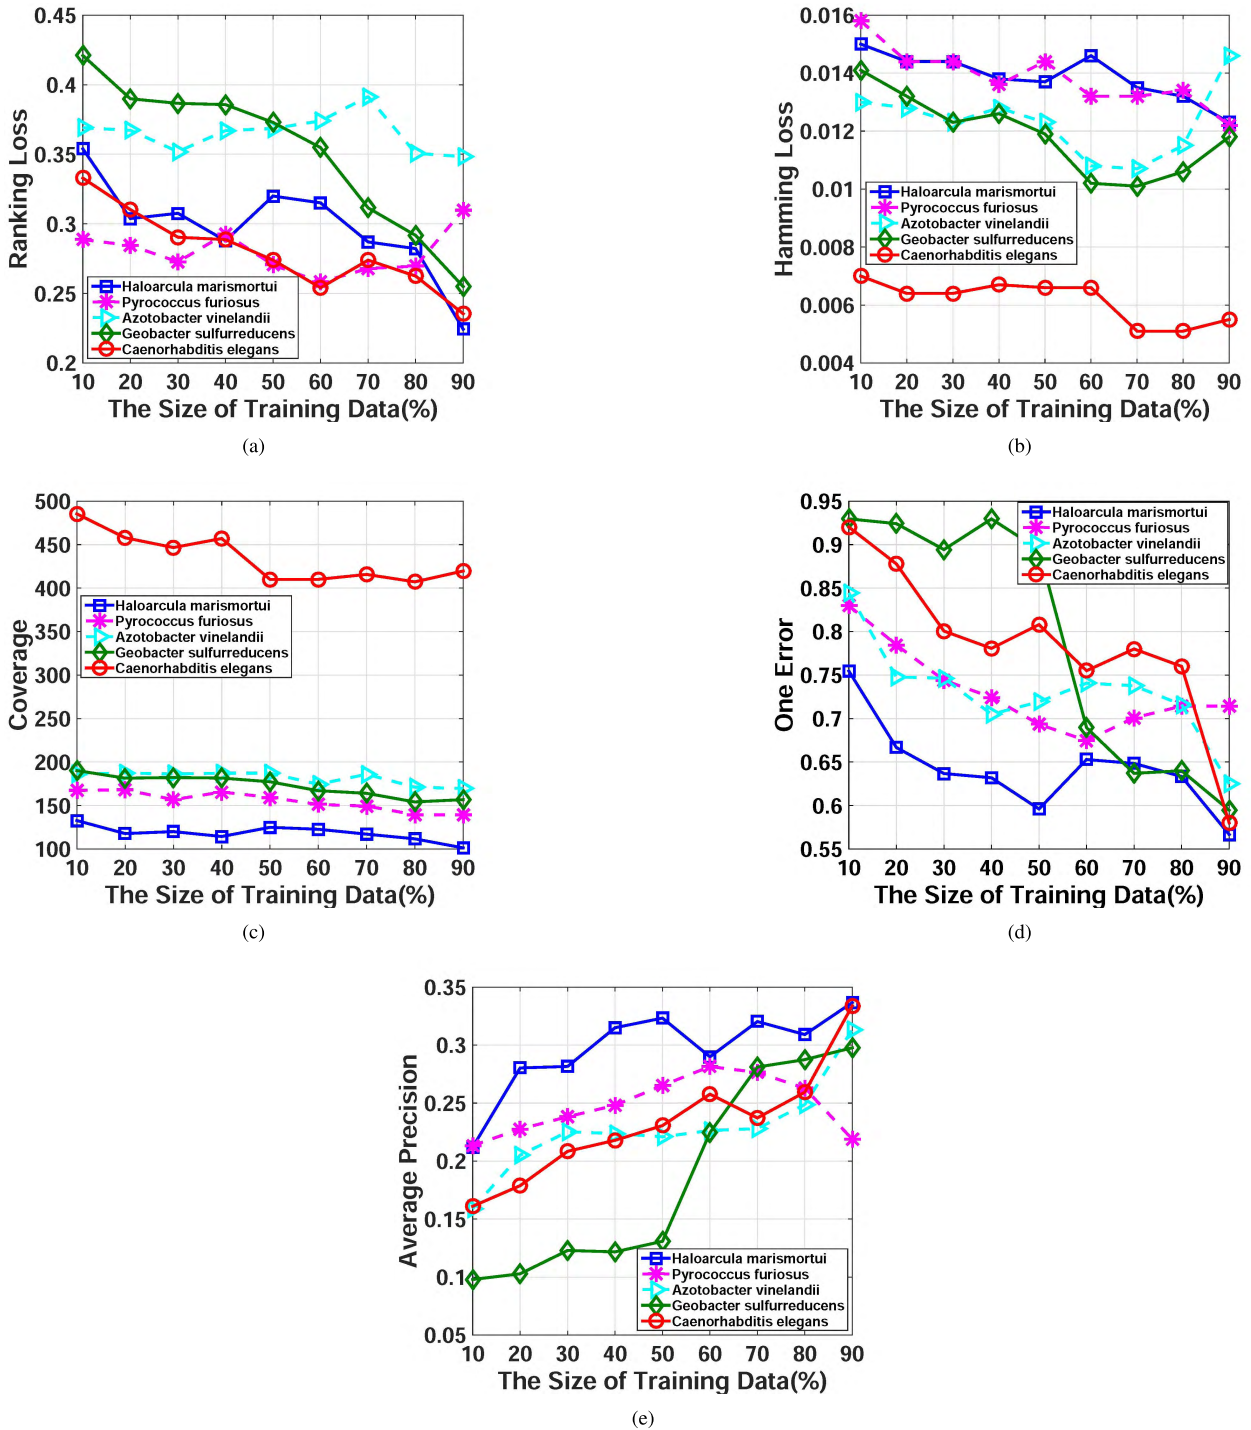 0.45
0.4
0.35
0.3
0.25
0.2
Ranking Loss
Haloarcula marismortui
Pyrococcus furiosus
Azotobacter vinelandii
Geobacter sulfurreducens
Caenorhabditis elegans
10 20 30 40 50 60 70 80 90
The Size of Training Data(%)
(a)
0.016
0.014
0.012
0.01
0.008
0.006
0.004
Hamming Loss
Haloarcula marismortui
Pyrococcus furiosus
Azotobacter vinelandii
Geobacter sulfurreducens
Caenorhabditis elegans
10 20 30 40 50 60 70 80 90
The Size of Training Data(%)
(b)
500
450
400
350
300
250
200
150
100
Coverage
Haloarcula marismortui
Pyrococcus furiosus
Azotobacter vinelandii
Geobacter sulfurreducens
Caenorhabditis elegans
10 20 30 40 50 60 70 80 90
The Size of Training Data(%)
(c)
0.95
0.9
0.85
0.8
0.75
0.7
0.65
0.6
0.55
One Error
Haloarcula marismortui
Pyrococcus furiosus
Azotobacter vinelandii
Geobacter sulfurreducens
Caenorhabditis elegans
10 20 30 40 50 60 70 80 90
The Size of Training Data(%)
(d)
0.35
0.3
0.25
0.2
0.15
0.1
0.05
Average Precision
Haloarcula marismortui
Pyrococcus furiosus
Azotobacter vinelandii
Geobacter sulfurreducens
Caenorhabditis elegans
10 20 30 40 50 60 70 80 90
The Size of Training Data(%)
(e)